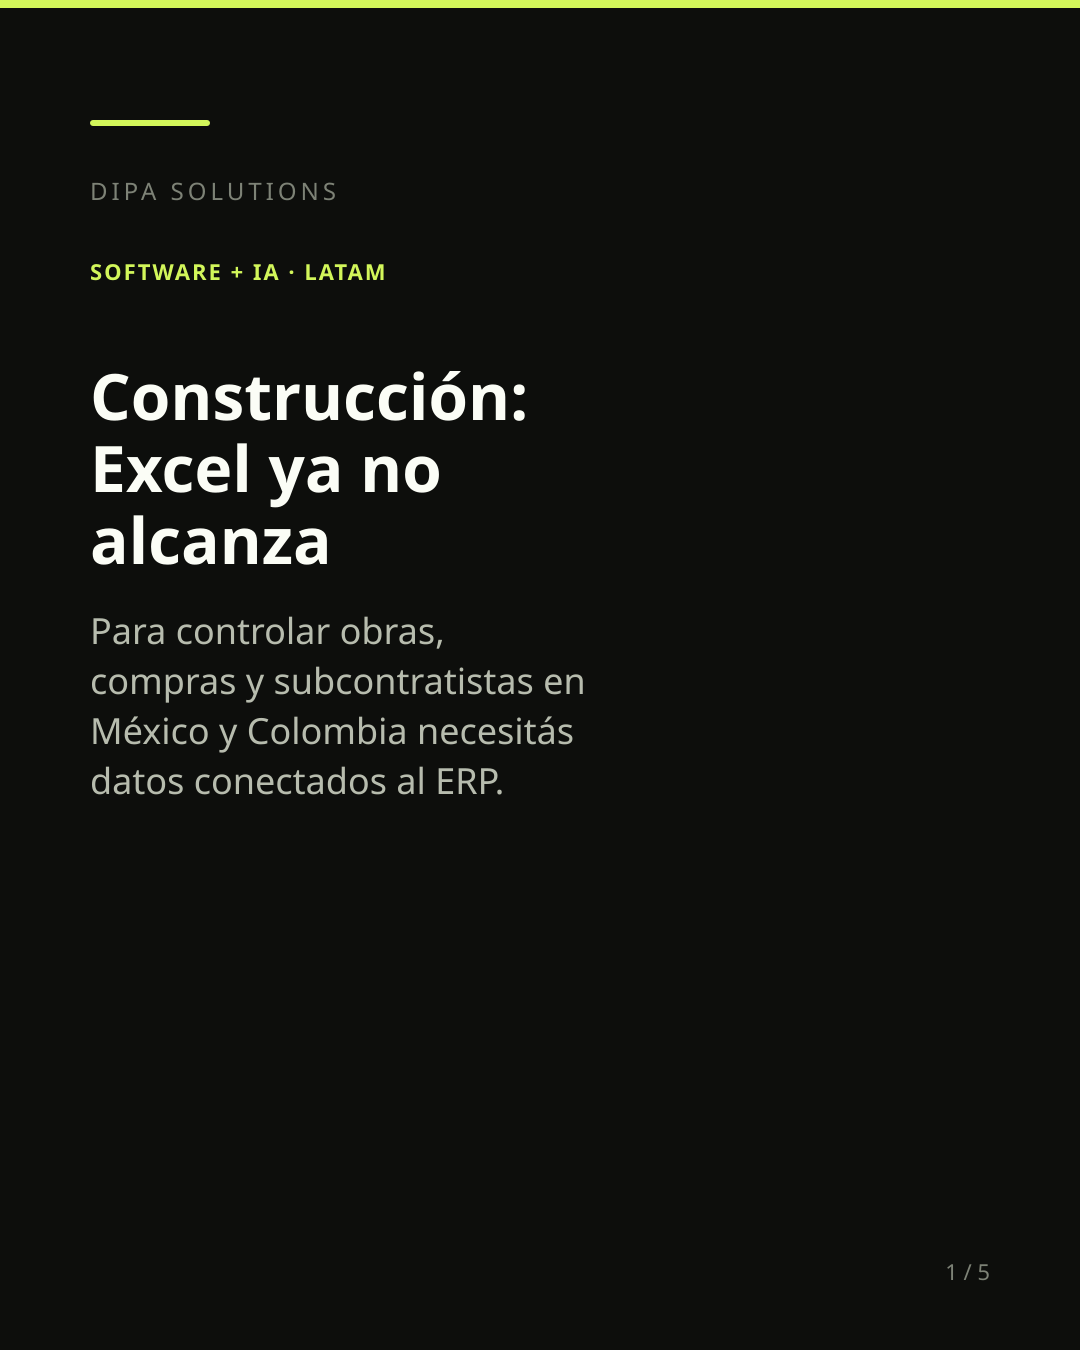 DIPA SOLUTIONS
SOFTWARE + IA · LATAM
Construcción:
Excel ya no
alcanza
Para controlar obras,
compras y subcontratistas en
México y Colombia necesitás
datos conectados al ERP.
1 / 5